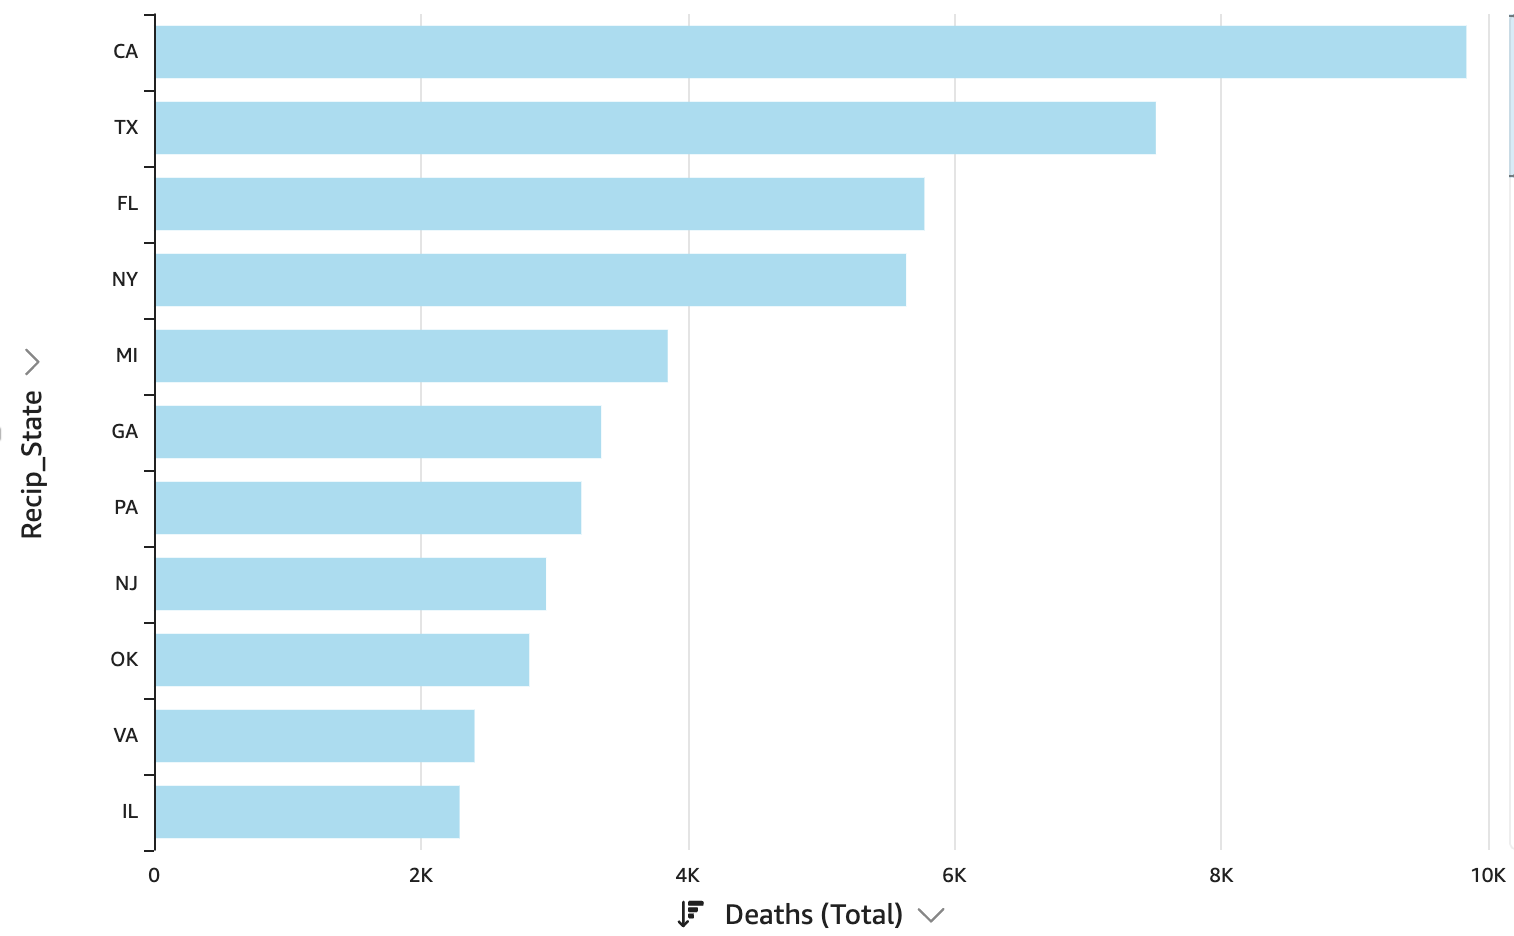 CA
TX
FL
NY
MI
GA
PA
NJ
OK
VA
IL
Recip_State
0 2K 4K 6K 8K 10K
Deaths (Total)